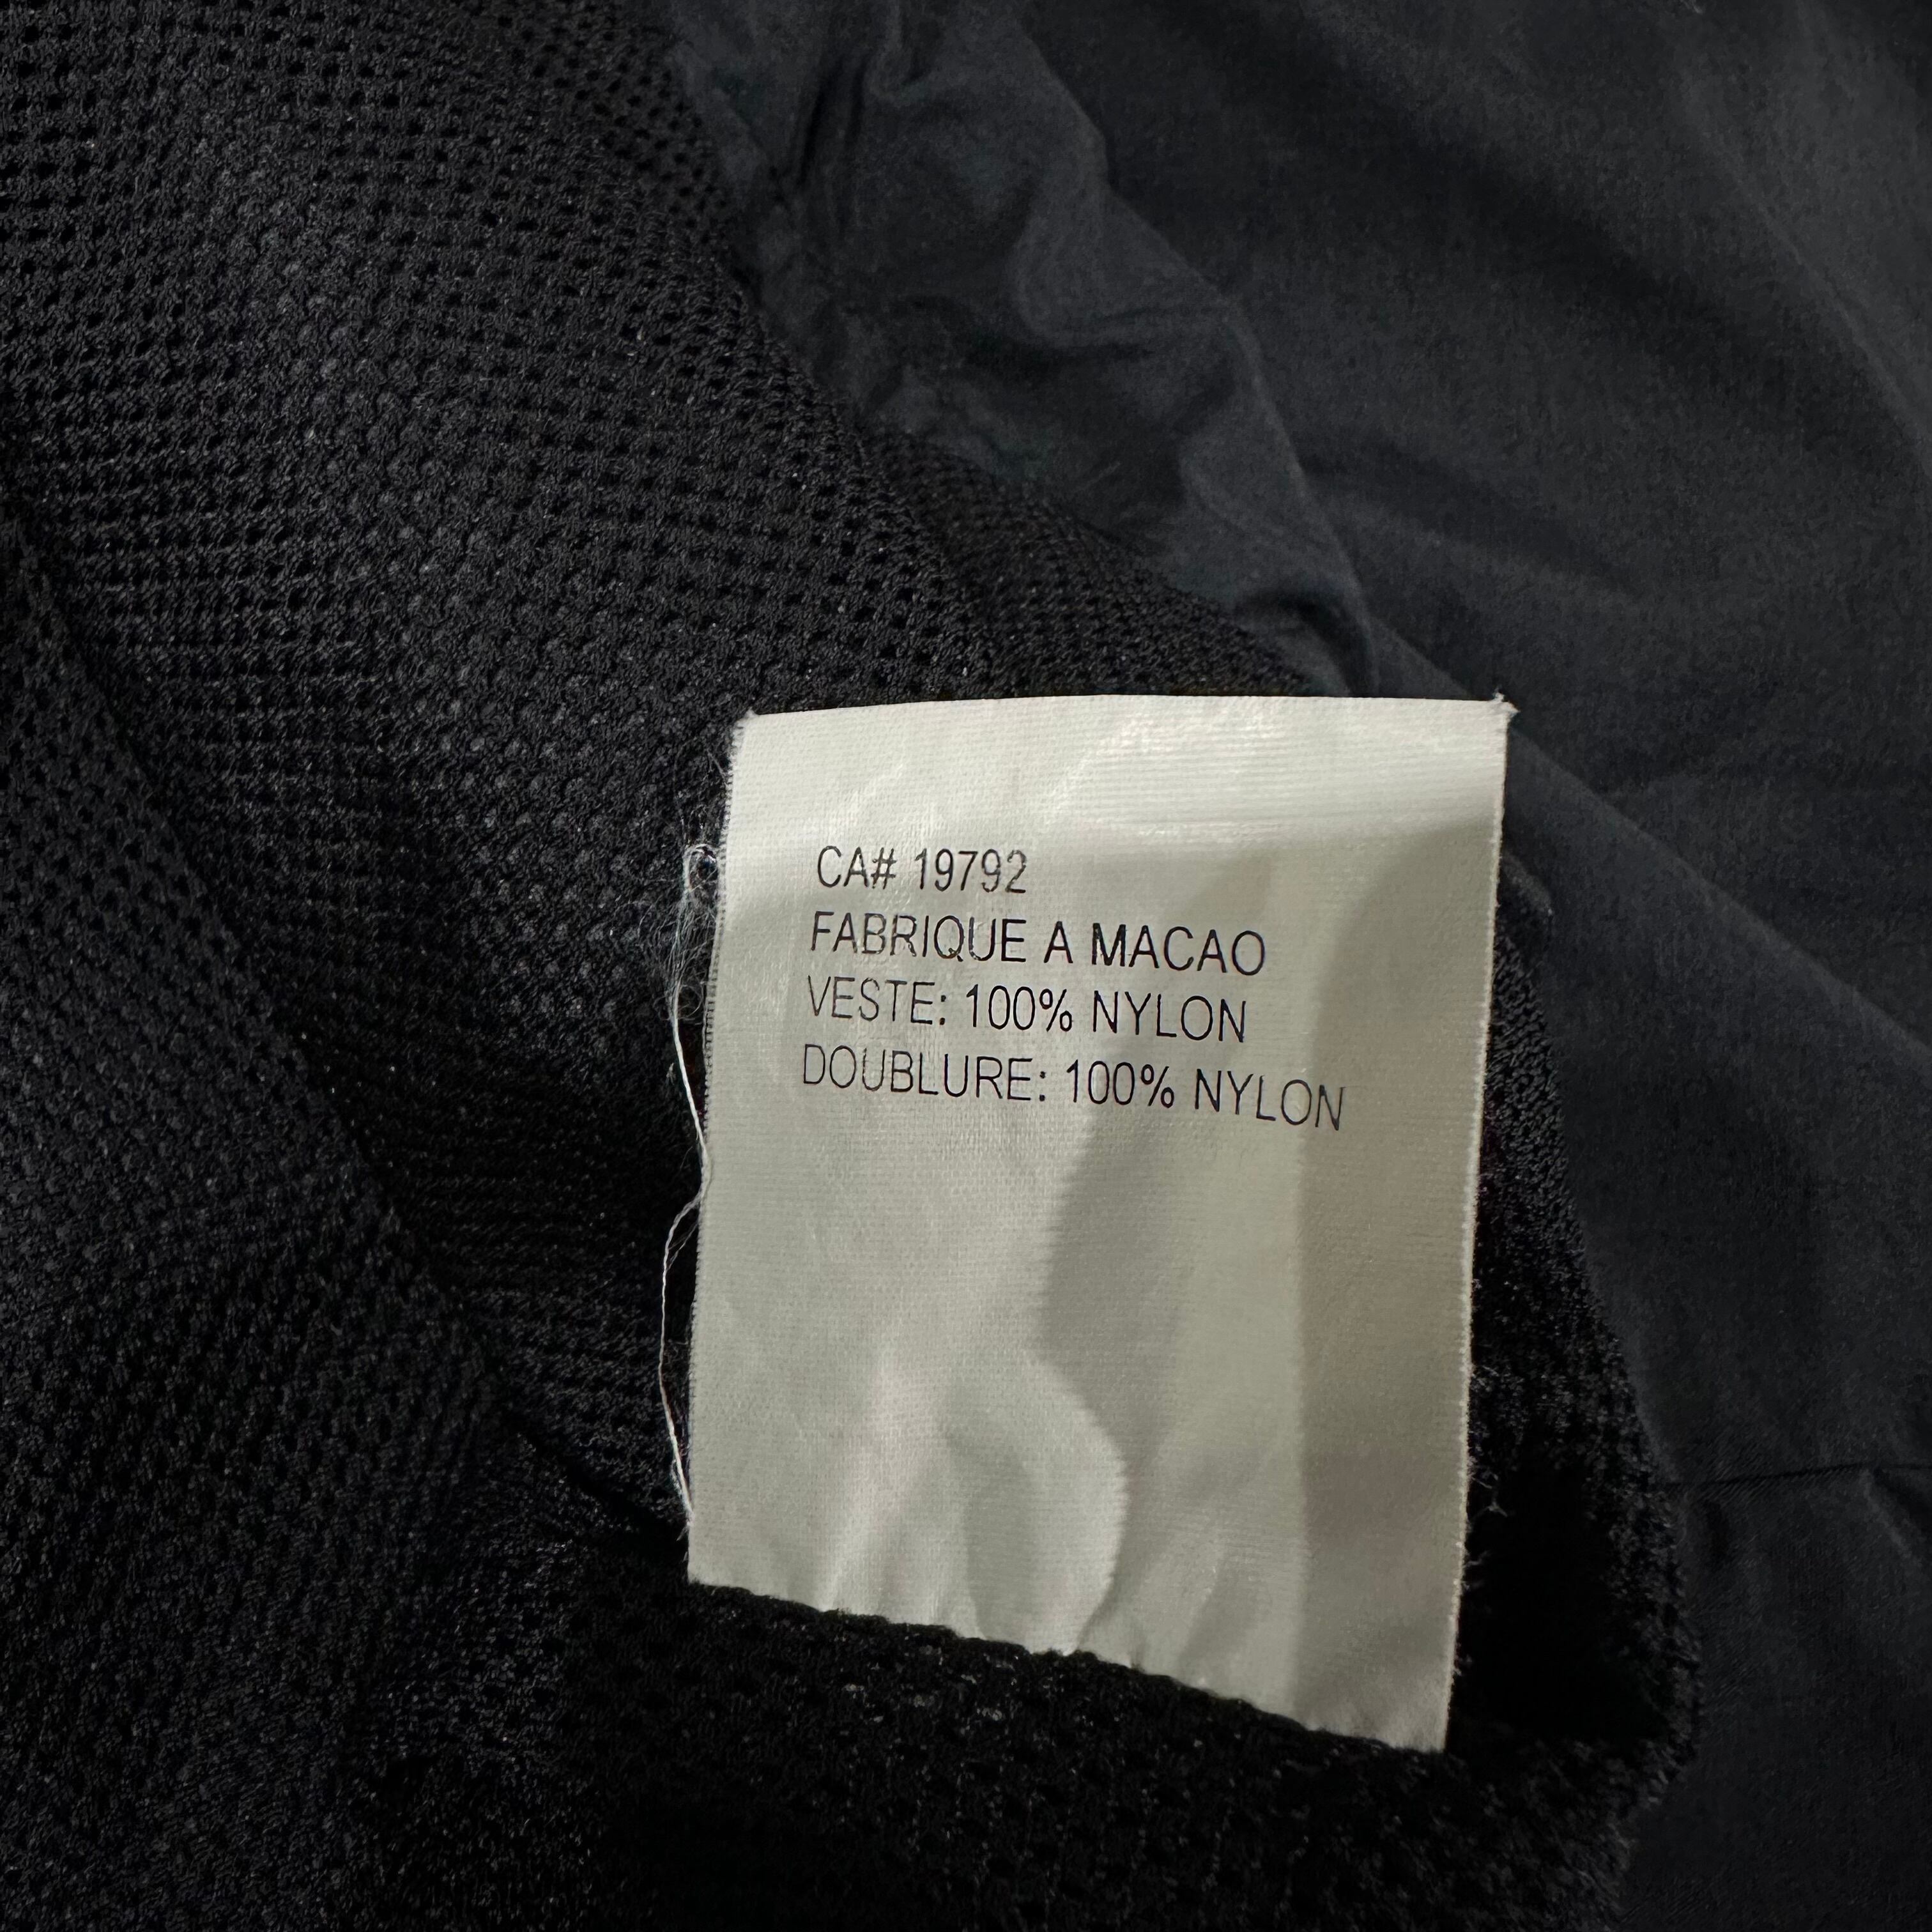 CA# 19792
FABRIQUE A MACAO
VESTE: 100% NYLON
DOUBLURE: 100% NYLON